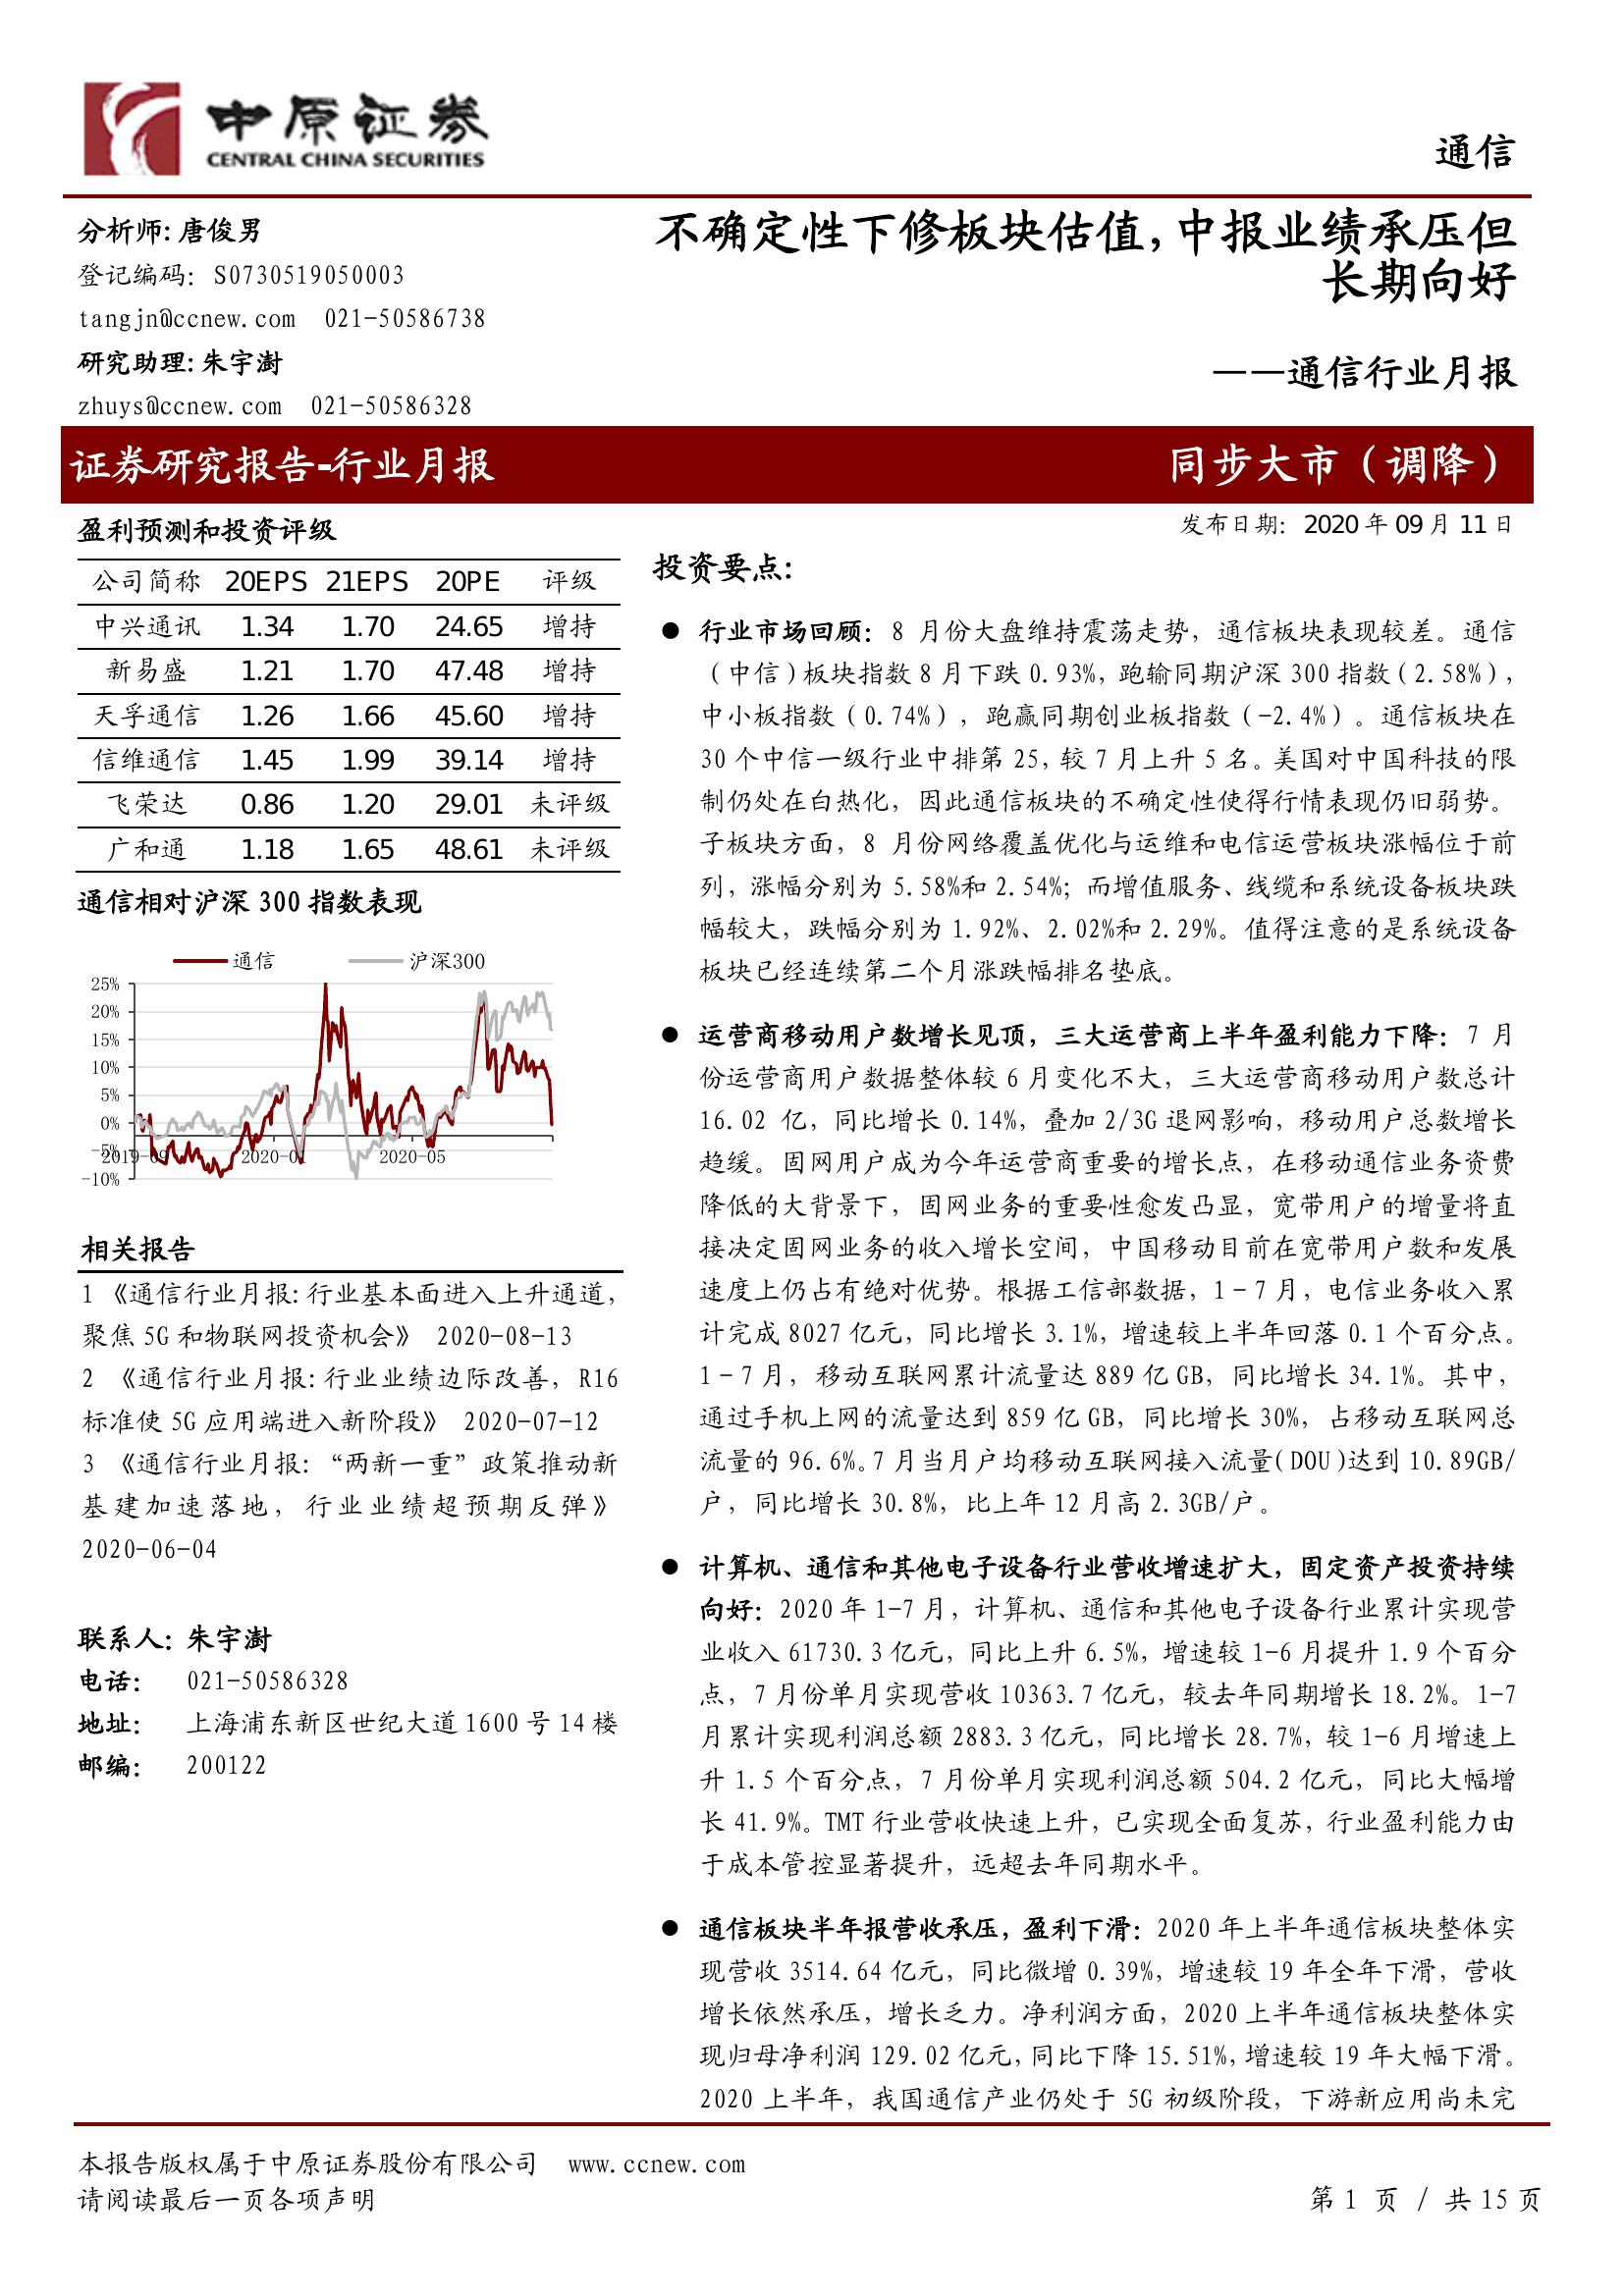 中原证券
CENTRAL CHINA SECURITIES
通信
分析师:唐俊男
登记编码：S0730519050003
tangjn@ccnew.com 021-50586738
研究助理:朱宇澍
zhuys@ccnew.com 021-50586328
不确定性下修板块估值,中报业绩承压但
长期向好
——通信行业月报
证券研究报告-行业月报
同步大市（调降）
盈利预测和投资评级
公司简称 20EPS 21EPS 20PE 评级
中兴通讯 1.34 1.70 24.65 增持
新易盛 1.21 1.70 47.48 增持
天孚通信 1.26 1.66 45.60 增持
信维通信 1.45 1.99 39.14 增持
飞荣达 0.86 1.20 29.01 未评级
广和通 1.18 1.65 48.61 未评级
通信相对沪深 300 指数表现
通信 沪深300
25%
20%
15%
10%
5%
0%
-5%
-10%
2019-09 2020-01 2020-05
相关报告
1 《通信行业月报:行业基本面进入上升通道，
聚焦 5G 和物联网投资机会》 2020-08-13
2 《通信行业月报:行业业绩边际改善，R16
标准使 5G 应用端进入新阶段》 2020-07-12
3 《通信行业月报：“两新一重”政策推动新
基建加速落地，行业业绩超预期反弹》
2020-06-04
联系人：朱宇澍
电话： 021-50586328
地址： 上海浦东新区世纪大道 1600 号 14 楼
邮编： 200122
发布日期：2020 年 09 月 11 日
投资要点:
● 行业市场回顾：8 月份大盘维持震荡走势，通信板块表现较差。通信
（中信）板块指数 8 月下跌 0.93%，跑输同期沪深 300 指数（2.58%），
中小板指数（0.74%），跑赢同期创业板指数（-2.4%）。通信板块在
30 个中信一级行业中排第 25，较 7 月上升 5 名。美国对中国科技的限
制仍处在白热化，因此通信板块的不确定性使得行情表现仍旧弱势。
子板块方面，8 月份网络覆盖优化与运维和电信运营板块涨幅位于前
列，涨幅分别为 5.58%和 2.54%；而增值服务、线缆和系统设备板块跌
幅较大，跌幅分别为 1.92%、2.02%和 2.29%。值得注意的是系统设备
板块已经连续第二个月涨跌幅排名垫底。
● 运营商移动用户数增长见顶，三大运营商上半年盈利能力下降：7 月
份运营商用户数据整体较 6 月变化不大，三大运营商移动用户数总计
16.02 亿，同比增长 0.14%，叠加 2/3G 退网影响，移动用户总数增长
趋缓。固网用户成为今年运营商重要的增长点，在移动通信业务资费
降低的大背景下，固网业务的重要性愈发凸显，宽带用户的增量将直
接决定固网业务的收入增长空间，中国移动目前在宽带用户数和发展
速度上仍占有绝对优势。根据工信部数据，1－7 月，电信业务收入累
计完成 8027 亿元，同比增长 3.1%，增速较上半年回落 0.1 个百分点。
1－7 月，移动互联网累计流量达 889 亿 GB，同比增长 34.1%。其中，
通过手机上网的流量达到 859 亿 GB，同比增长 30%，占移动互联网总
流量的 96.6%。7 月当月户均移动互联网接入流量(DOU)达到 10.89GB/
户，同比增长 30.8%，比上年 12 月高 2.3GB/户。
● 计算机、通信和其他电子设备行业营收增速扩大，固定资产投资持续
向好：2020 年 1-7 月，计算机、通信和其他电子设备行业累计实现营
业收入 61730.3 亿元，同比上升 6.5%，增速较 1-6 月提升 1.9 个百分
点，7 月份单月实现营收 10363.7 亿元，较去年同期增长 18.2%。1-7
月累计实现利润总额 2883.3 亿元，同比增长 28.7%，较 1-6 月增速上
升 1.5 个百分点，7 月份单月实现利润总额 504.2 亿元，同比大幅增
长 41.9%。TMT 行业营收快速上升，已实现全面复苏，行业盈利能力由
于成本管控显著提升，远超去年同期水平。
● 通信板块半年报营收承压，盈利下滑：2020 年上半年通信板块整体实
现营收 3514.64 亿元，同比微增 0.39%，增速较 19 年全年下滑，营收
增长依然承压，增长乏力。净利润方面，2020 上半年通信板块整体实
现归母净利润 129.02 亿元,同比下降 15.51%,增速较 19 年大幅下滑。
2020 上半年，我国通信产业仍处于 5G 初级阶段，下游新应用尚未完
本报告版权属于中原证券股份有限公司 www.ccnew.com
请阅读最后一页各项声明
第 1 页 / 共 15 页